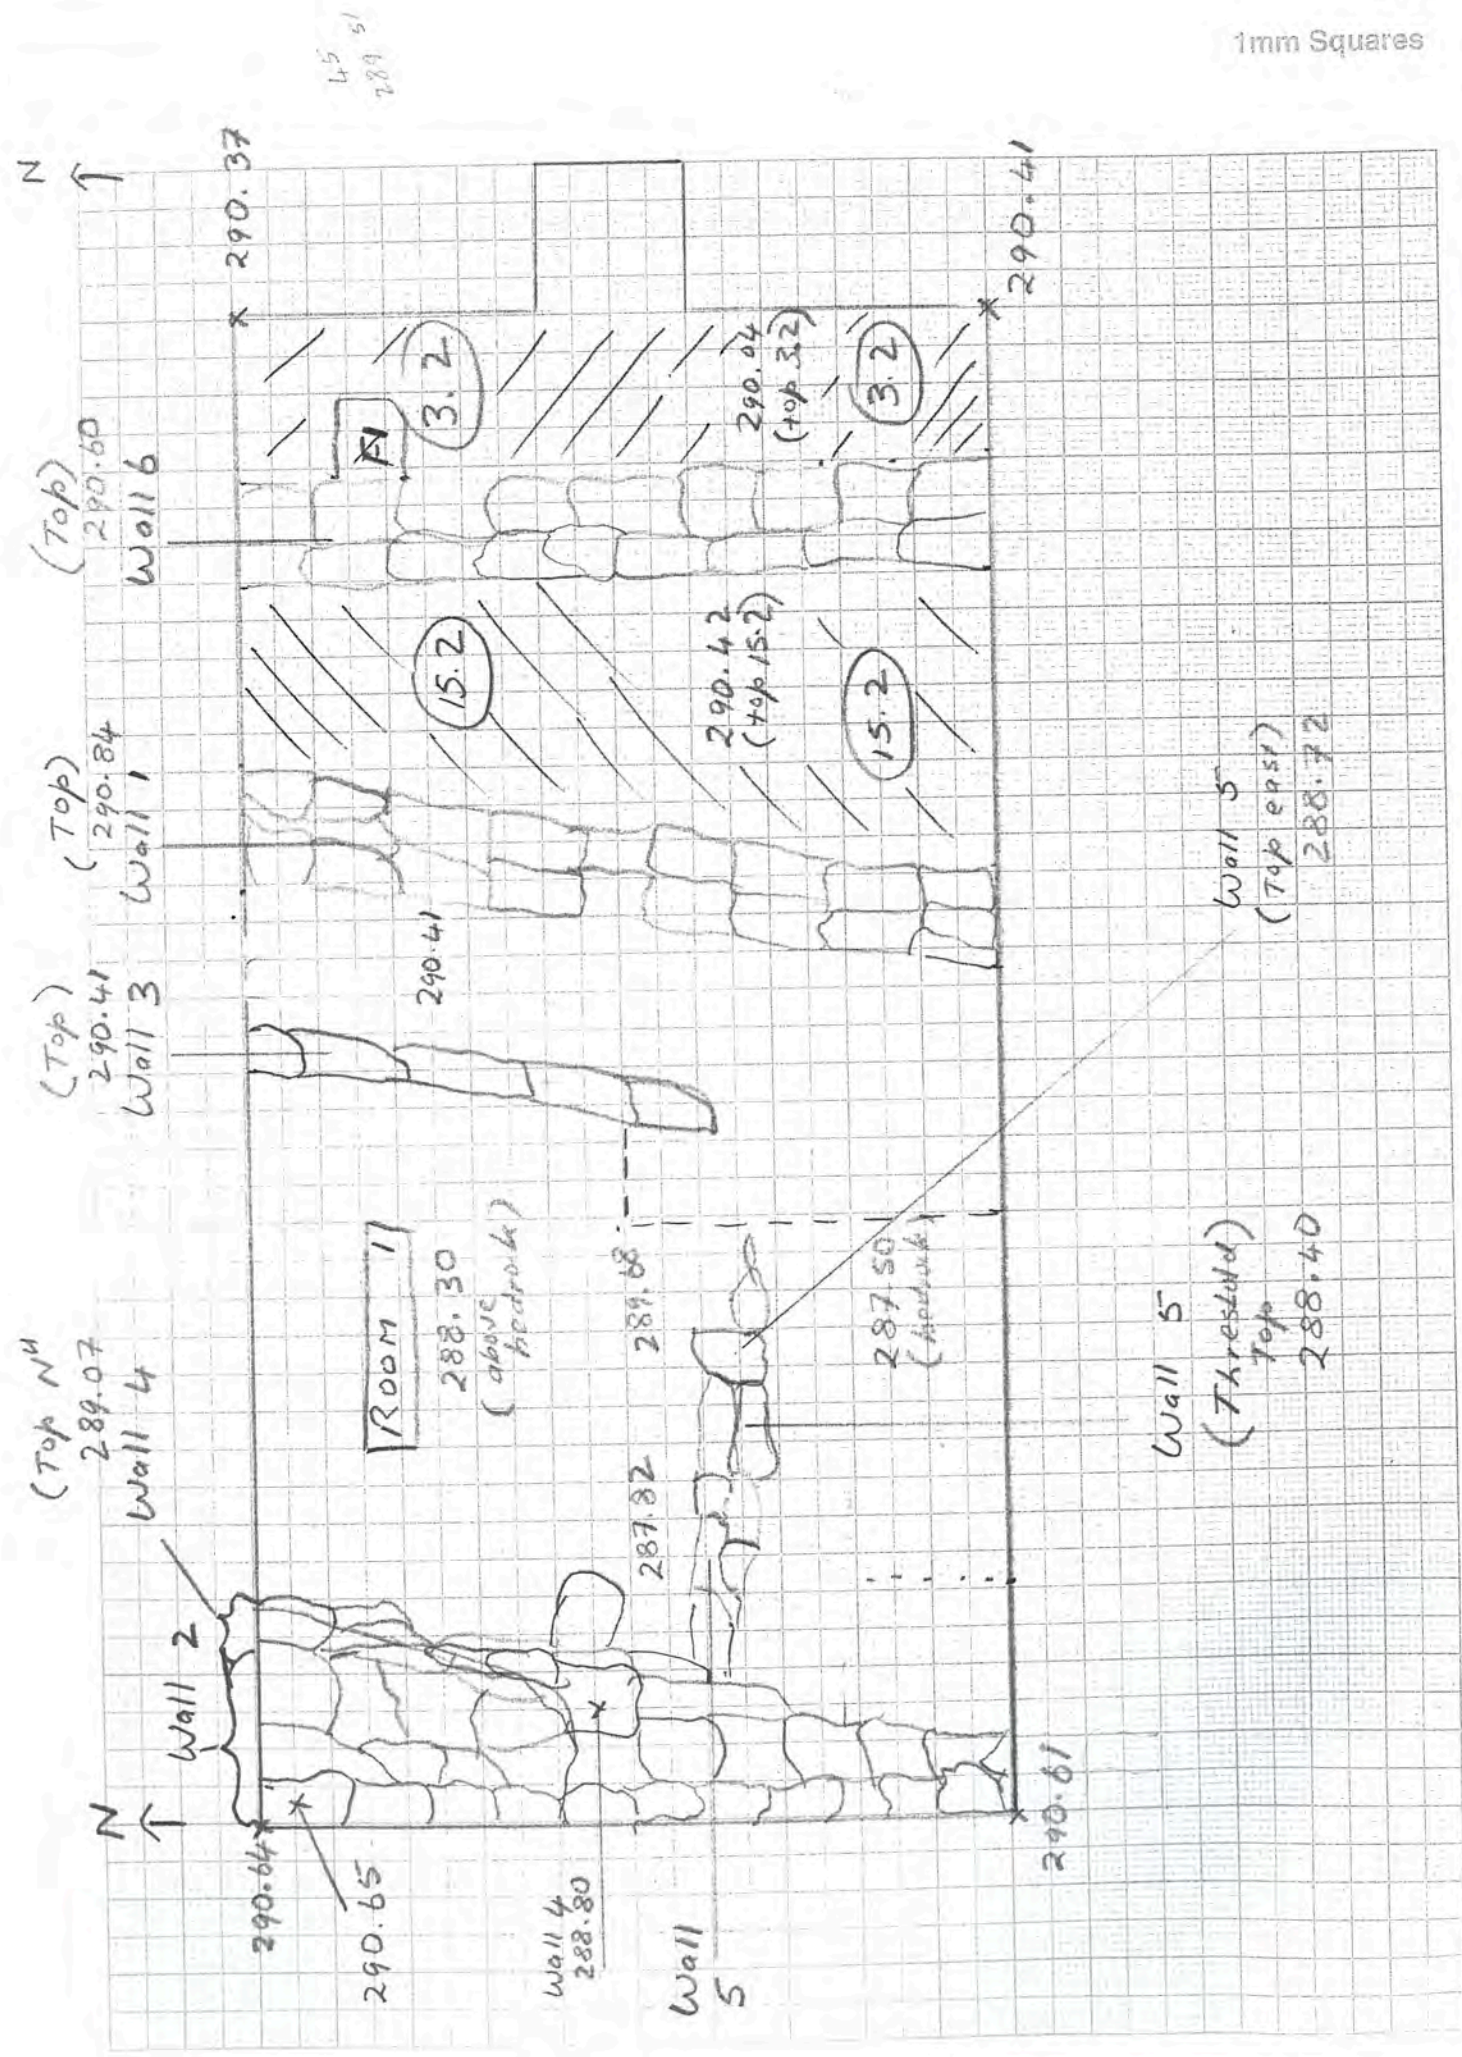 1mm Squares
45
289 51
N
N
290.64
290.65
Wall 2
(Top N
289.07
Wall 4
(Top)
290.41
Wall 3
(Top)
290.84
Wall 1
(Top)
290.60
Wall 6
290.37
ROOM 1
288.30
(above
bedrock)
290.41
15.2
290.42
(top 15.2)
15.2
F1
3.2
290.04
(top 3.2)
3.2
290.41
Wall 4
288.80
Wall
5
287.82
289.68
287.50
(bedrock)
290.61
Wall 5
(Threshold)
Top
288.40
Wall 5
(Top east)
288.72